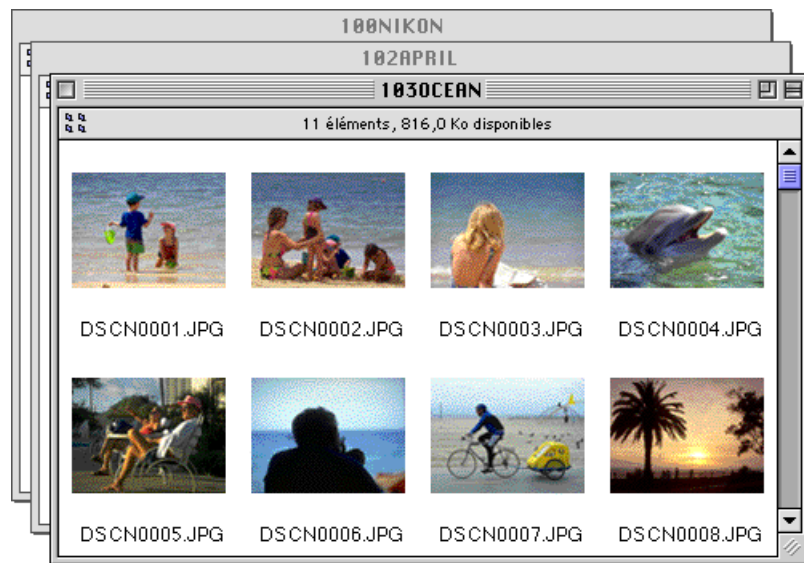 100NIKON
102APRIL
103OCEAN
11 éléments, 816,0 Ko disponibles
DSCN0001.JPG DSCN0002.JPG DSCN0003.JPG DSCN0004.JPG
DSCN0005.JPG DSCN0006.JPG DSCN0007.JPG DSCN0008.JPG